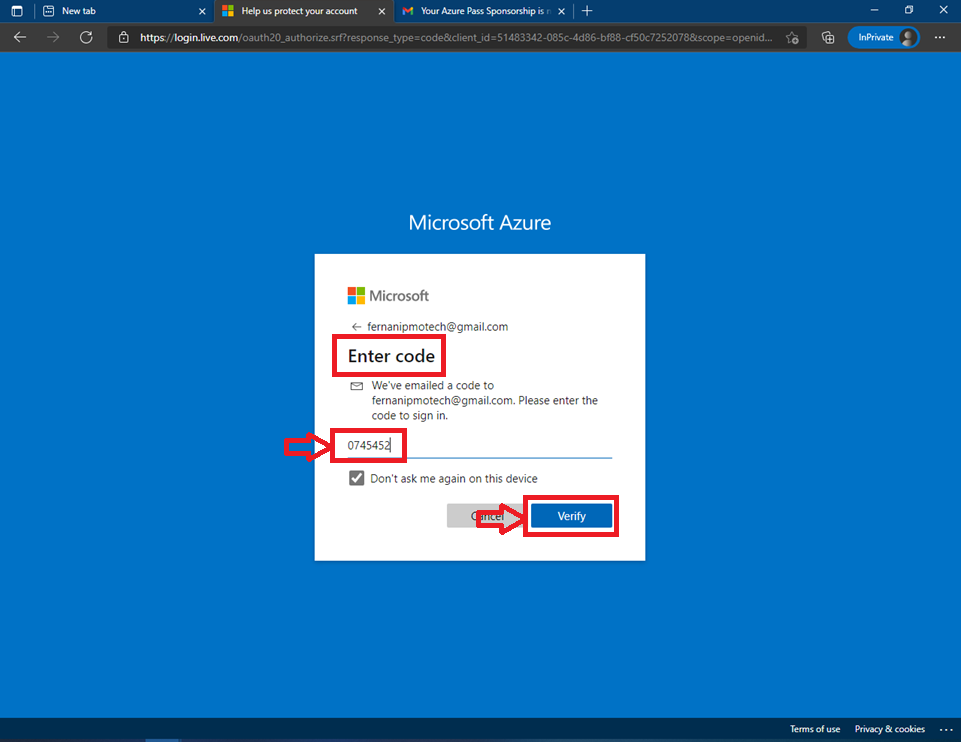 New tab
Help us protect your account
Your Azure Pass Sponsorship is
https://login.live.com/oauth20_authorize.srf?response_type=code&client_id=51483342-085c-4d86-bf88-cf50c7252078&scope=openid...
InPrivate
Microsoft Azure
Microsoft
fernanipmotech@gmail.com
Enter code
We've emailed a code to
fernanipmotech@gmail.com. Please enter the
code to sign in.
0745452
Don't ask me again on this device
Cancel
Verify
Terms of use
Privacy & cookies
...